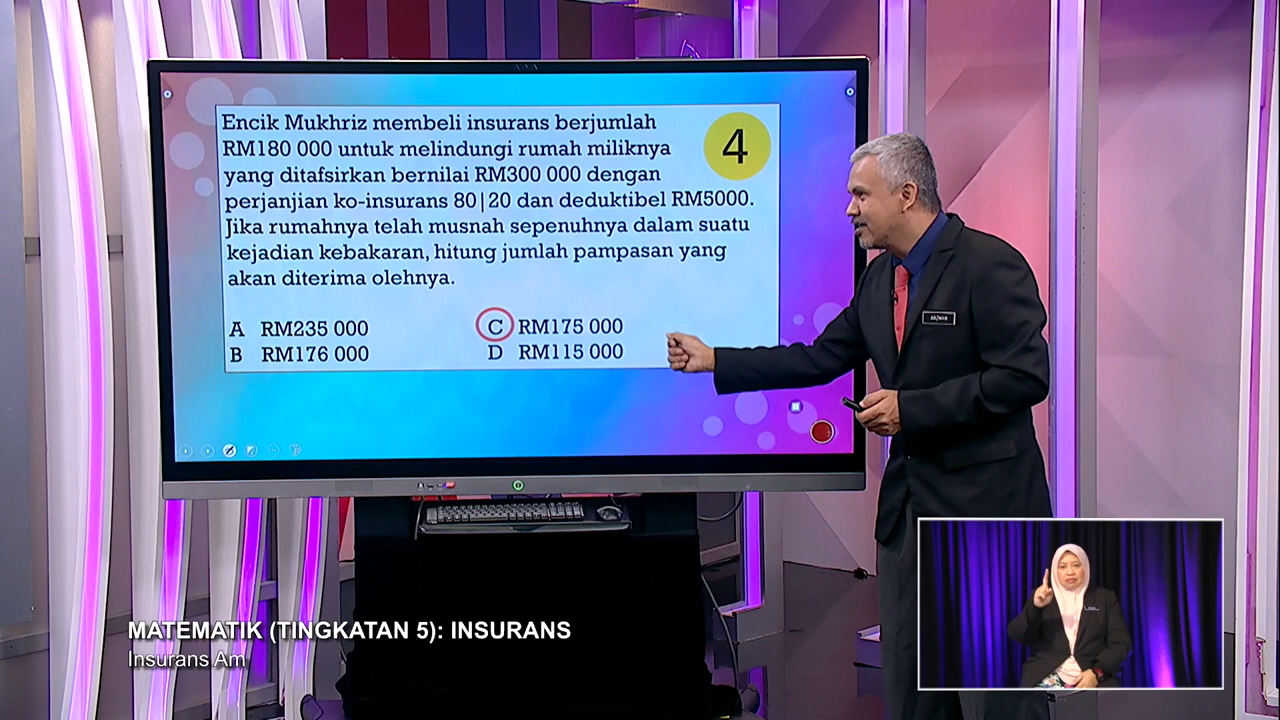 Encik Mukhriz membeli insurans berjumlah
RM180 000 untuk melindungi rumah miliknya
yang ditafsirkan bernilai RM300 000 dengan
perjanjian ko-insurans 80|20 dan deduktibel RM5000.
Jika rumahnya telah musnah sepenuhnya dalam suatu
kejadian kebakaran, hitung jumlah pampasan yang
akan diterima olehnya.
4
A RM235 000
B RM176 000
C RM175 000
D RM115 000
MATEMATIK (TINGKATAN 5): INSURANS
Insurans Am